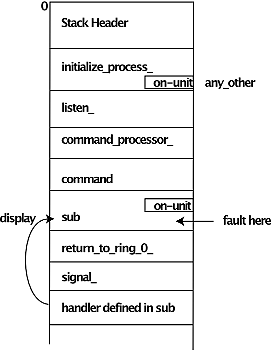 0
Stack Header
initialize_process_
on-unit any_other
listen_
command_processor_
command
on-unit
display sub fault here
return_to_ring_0_
signal_
handler defined in sub